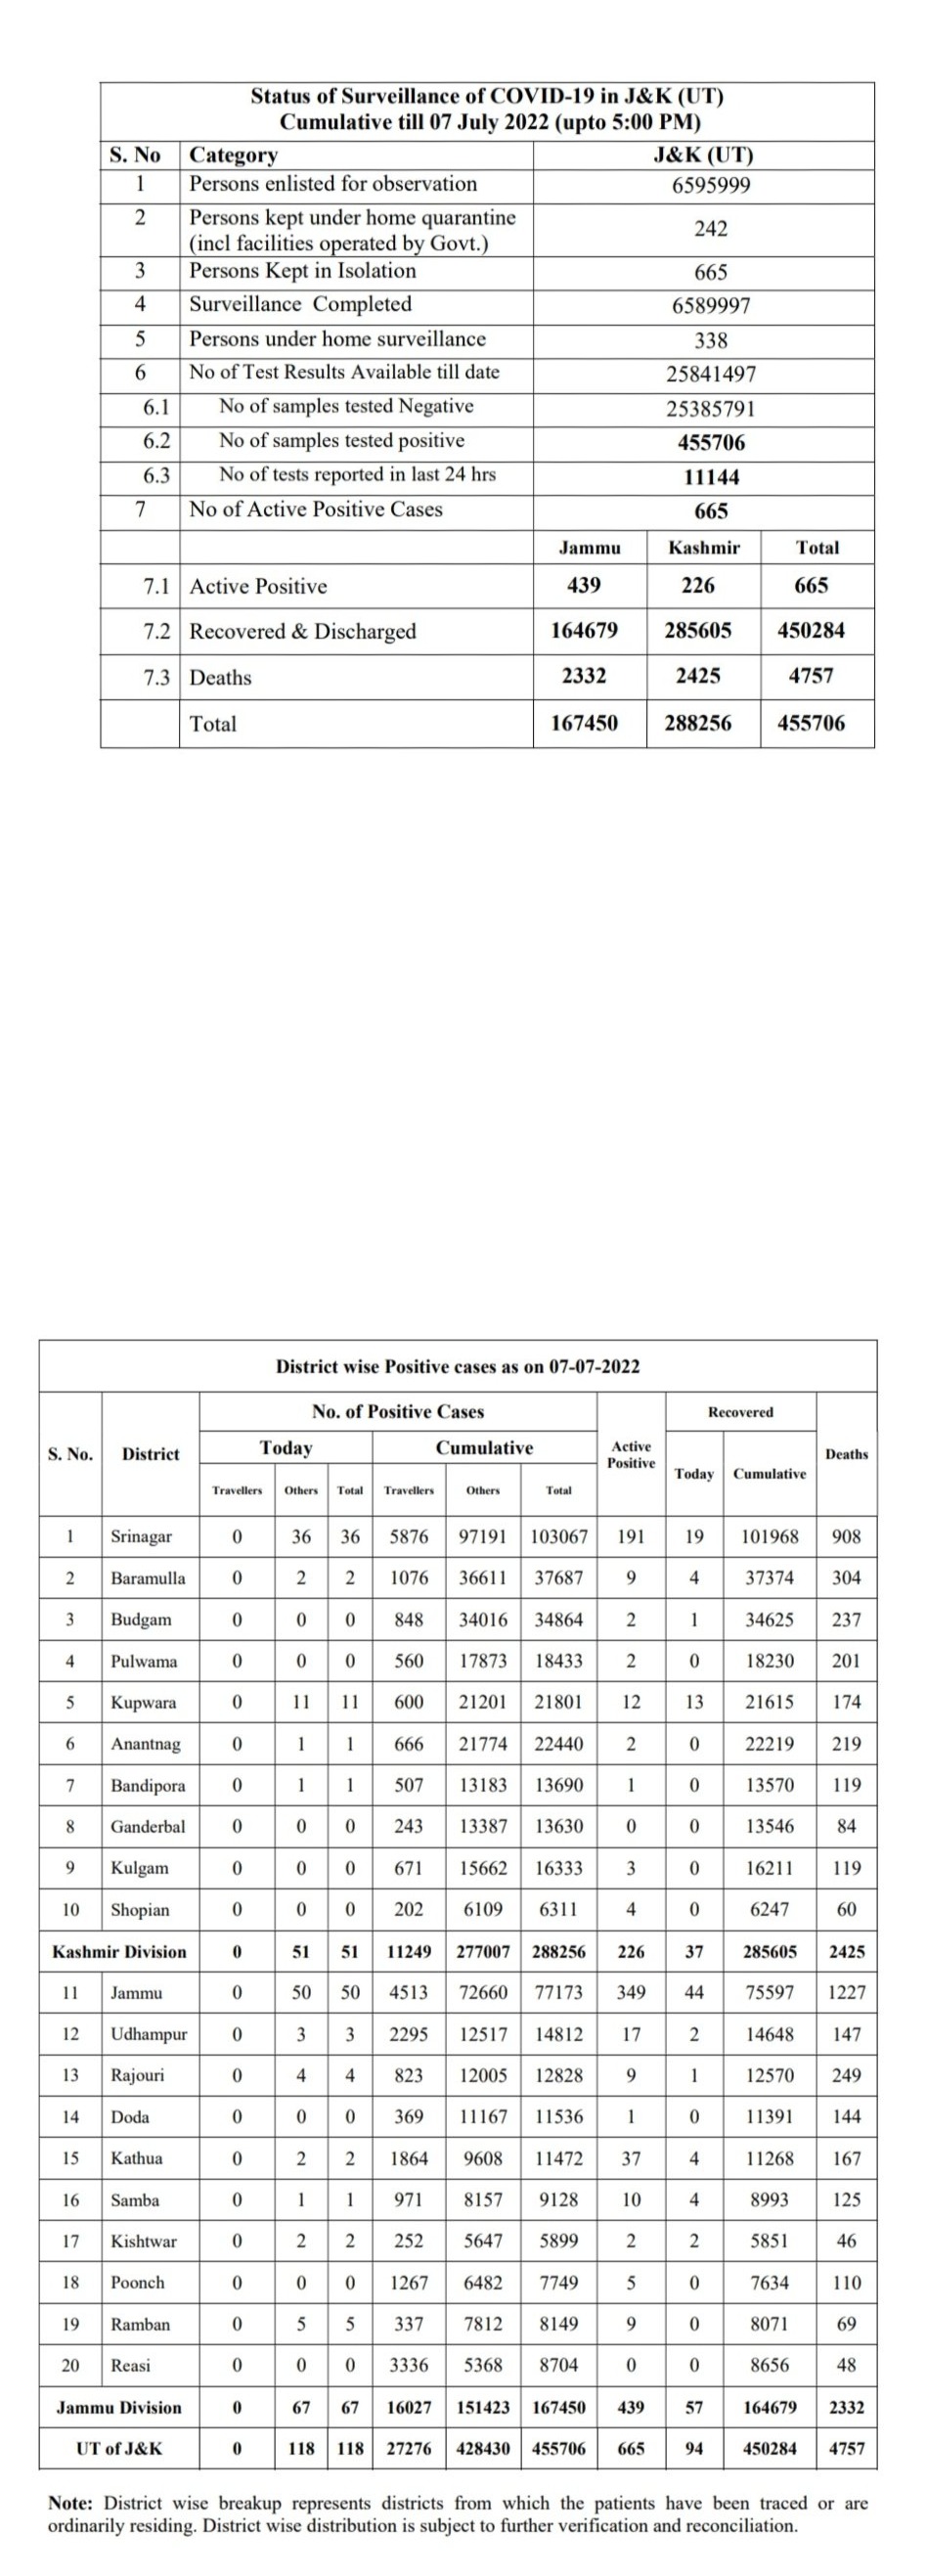 Status of Surveillance of COVID-19 in J&K (UT)
Cumulative till 07 July 2022 (upto 5:00 PM)
S. No Category J&K (UT)
1 Persons enlisted for observation 6595999
2 Persons kept under home quarantine
(incl facilities operated by Govt.) 242
3 Persons Kept in Isolation 665
4 Surveillance Completed 6589997
5 Persons under home surveillance 338
6 No of Test Results Available till date 25841497
6.1 No of samples tested Negative 25385791
6.2 No of samples tested positive 455706
6.3 No of tests reported in last 24 hrs 11144
7 No of Active Positive Cases 665
Jammu Kashmir Total
7.1 Active Positive 439 226 665
7.2 Recovered & Discharged 164679 285605 450284
7.3 Deaths 2332 2425 4757
Total 167450 288256 455706
District wise Positive cases as on 07-07-2022
S. No. District No. of Positive Cases Active Positive Recovered Deaths
Today Cumulative Today Cumulative
Travellers Others Total Travellers Others Total
1 Srinagar 0 36 36 5876 97191 103067 191 19 101968 908
2 Baramulla 0 2 2 1076 36611 37687 9 4 37374 304
3 Budgam 0 0 0 848 34016 34864 2 1 34625 237
4 Pulwama 0 0 0 560 17873 18433 2 0 18230 201
5 Kupwara 0 11 11 600 21201 21801 12 13 21615 174
6 Anantnag 0 1 1 666 21774 22440 2 0 22219 219
7 Bandipora 0 1 1 507 13183 13690 1 0 13570 119
8 Ganderbal 0 0 0 243 13387 13630 0 0 13546 84
9 Kulgam 0 0 0 671 15662 16333 3 0 16211 119
10 Shopian 0 0 0 202 6109 6311 4 0 6247 60
Kashmir Division 0 51 51 11249 277007 288256 226 37 285605 2425
11 Jammu 0 50 50 4513 72660 77173 349 44 75597 1227
12 Udhampur 0 3 3 2295 12517 14812 17 2 14648 147
13 Rajouri 0 4 4 823 12005 12828 9 1 12570 249
14 Doda 0 0 0 369 11167 11536 1 0 11391 144
15 Kathua 0 2 2 1864 9608 11472 37 4 11268 167
16 Samba 0 1 1 971 8157 9128 10 4 8993 125
17 Kishtwar 0 2 2 252 5647 5899 2 2 5851 46
18 Poonch 0 0 0 1267 6482 7749 5 0 7634 110
19 Ramban 0 5 5 337 7812 8149 9 0 8071 69
20 Reasi 0 0 0 3336 5368 8704 0 0 8656 48
Jammu Division 0 67 67 16027 151423 167450 439 57 164679 2332
UT of J&K 0 118 118 27276 428430 455706 665 94 450284 4757
Note: District wise breakup represents districts from which the patients have been traced or are
ordinarily residing. District wise distribution is subject to further verification and reconciliation.